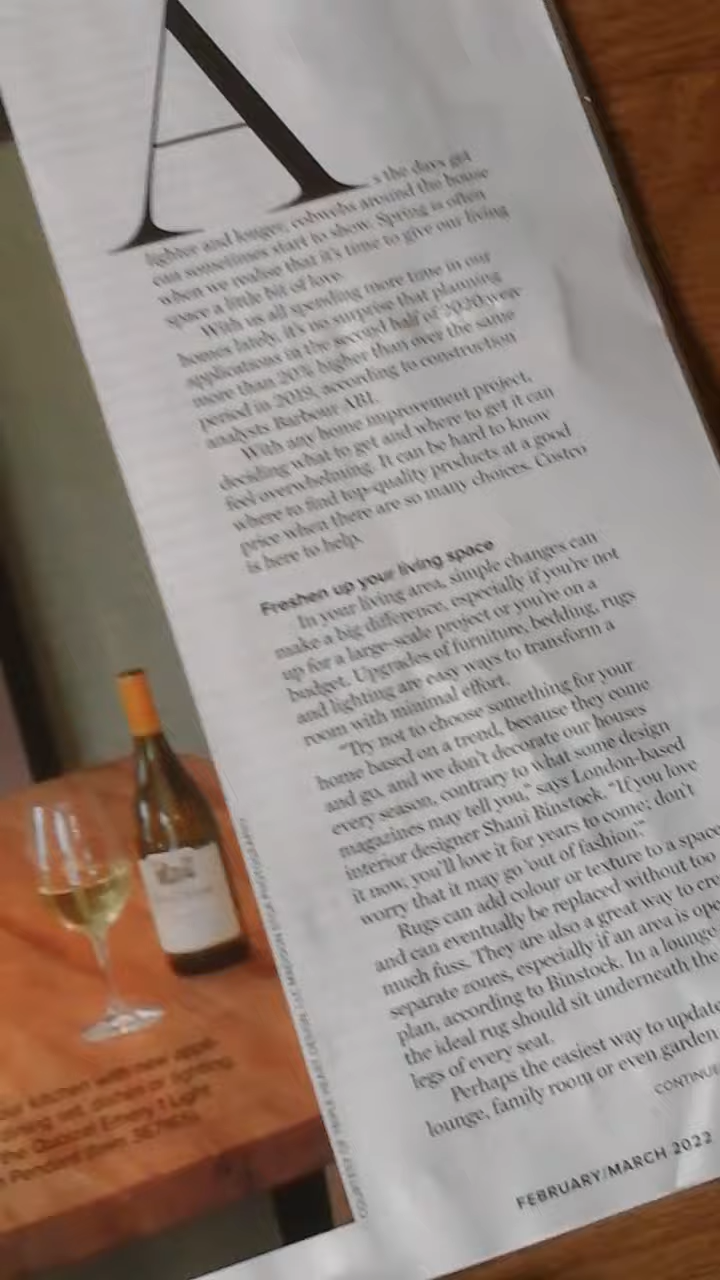 As the days get
lighter and longer, cobwebs around the house
can sometimes start to show. Spring is often
when we realise that it's time to give our living
space a little bit of love.
With us all spending more time in our
homes lately, it's no surprise that planning
applications in the second half of 2020 were
more than 20% higher than over the same
period in 2019, according to construction
analysts Barbour ABI.
With any home improvement project,
deciding what to get and where to get it can
feel overwhelming. It can be hard to know
where to find top-quality products at a good
price when there are so many choices. Costco
is here to help.
Freshen up your living space
In your living area, simple changes can
make a big difference, especially if you're not
up for a large-scale project or you're on a
budget. Upgrades of furniture, bedding, rugs
and lighting are easy ways to transform a
room with minimal effort.
"Try not to choose something for your
home based on a trend, because they come
and go, and we don't decorate our houses
every season, contrary to what some design
magazines may tell you," says London-based
interior designer Shani Binstock. "If you love
it now, you'll love it for years to come; don't
worry that it may go 'out of fashion'."
Rugs can add colour or texture to a space
and can eventually be replaced without too
much fuss. They are also a great way to cre
separate zones, especially if an area is ope
plan, according to Binstock. In a lounge
the ideal rug should sit underneath the
legs of every seat.
Perhaps the easiest way to update
lounge, family room or even garden
CONTINUE
FEBRUARY/MARCH 2022
kitchen with new
dishes or lighting
the Quoizel Emery 1 Light
Pendant